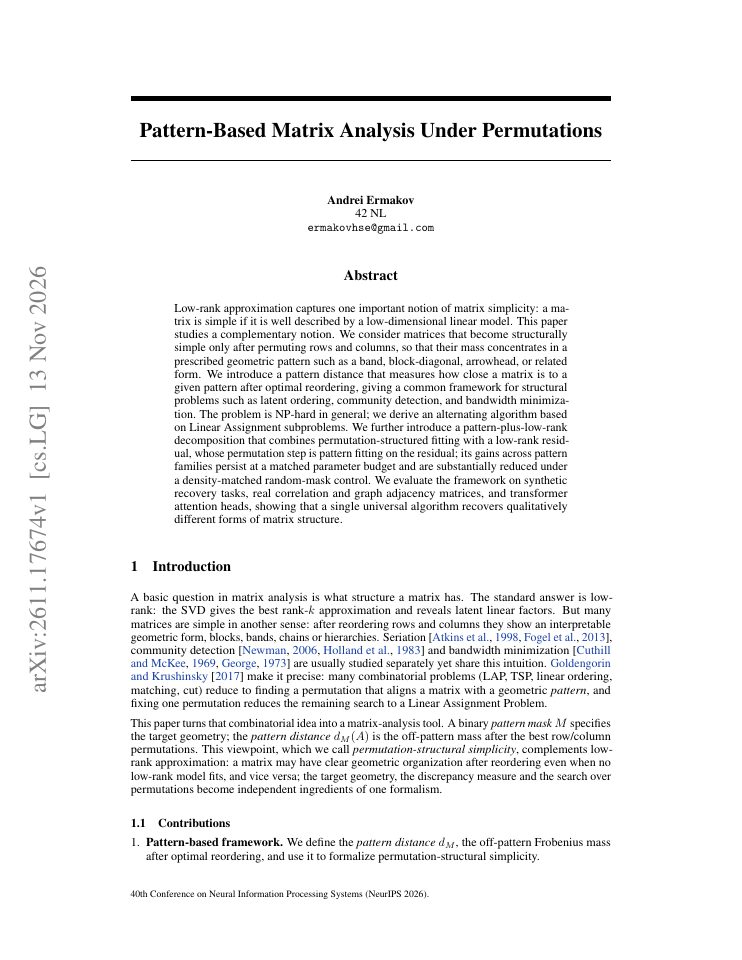 Pattern-Based Matrix Analysis Under Permutations
Andrei Ermakov
42 NL
ermakovhse@gmail.com
Abstract
Low-rank approximation captures one important notion of matrix simplicity: a ma-
trix is simple if it is well described by a low-dimensional linear model. This paper
studies a complementary notion. We consider matrices that become structurally
simple only after permuting rows and columns, so that their mass concentrates in a
prescribed geometric pattern such as a band, block-diagonal, arrowhead, or related
form. We introduce a pattern distance that measures how close a matrix is to a
given pattern after optimal reordering, giving a common framework for structural
problems such as latent ordering, community detection, and bandwidth minimiza-
tion. The problem is NP-hard in general; we derive an alternating algorithm based
on Linear Assignment subproblems. We further introduce a pattern-plus-low-rank
decomposition that combines permutation-structured fitting with a low-rank resid-
ual, whose permutation step is pattern fitting on the residual; its gains across pattern
families persist at a matched parameter budget and are substantially reduced under
a density-matched random-mask control. We evaluate the framework on synthetic
recovery tasks, real correlation and graph adjacency matrices, and transformer
attention heads, showing that a single universal algorithm recovers qualitatively
different forms of matrix structure.
1 Introduction
A basic question in matrix analysis is what structure a matrix has. The standard answer is low-
rank: the SVD gives the best rank-k approximation and reveals latent linear factors. But many
matrices are simple in another sense: after reordering rows and columns they show an interpretable
geometric form, blocks, bands, chains or hierarchies. Seriation [Atkins et al., 1998, Fogel et al., 2013],
community detection [Newman, 2006, Holland et al., 1983] and bandwidth minimization [Cuthill
and McKee, 1969, George, 1973] are usually studied separately yet share this intuition. Goldengorin
and Krushinsky [2017] make it precise: many combinatorial problems (LAP, TSP, linear ordering,
matching, cut) reduce to finding a permutation that aligns a matrix with a geometric pattern, and
fixing one permutation reduces the remaining search to a Linear Assignment Problem.
This paper turns that combinatorial idea into a matrix-analysis tool. A binary pattern mask M specifies
the target geometry; the pattern distance d_M(A) is the off-pattern mass after the best row/column
permutations. This viewpoint, which we call permutation-structural simplicity, complements low-
rank approximation: a matrix may have clear geometric organization after reordering even when no
low-rank model fits, and vice versa; the target geometry, the discrepancy measure and the search over
permutations become independent ingredients of one formalism.
1.1 Contributions
1. Pattern-based framework. We define the pattern distance d_M, the off-pattern Frobenius mass
after optimal reordering, and use it to formalize permutation-structural simplicity.
40th Conference on Neural Information Processing Systems (NeurIPS 2026).
arXiv:2611.17674v1 [cs.LG] 13 Nov 2026